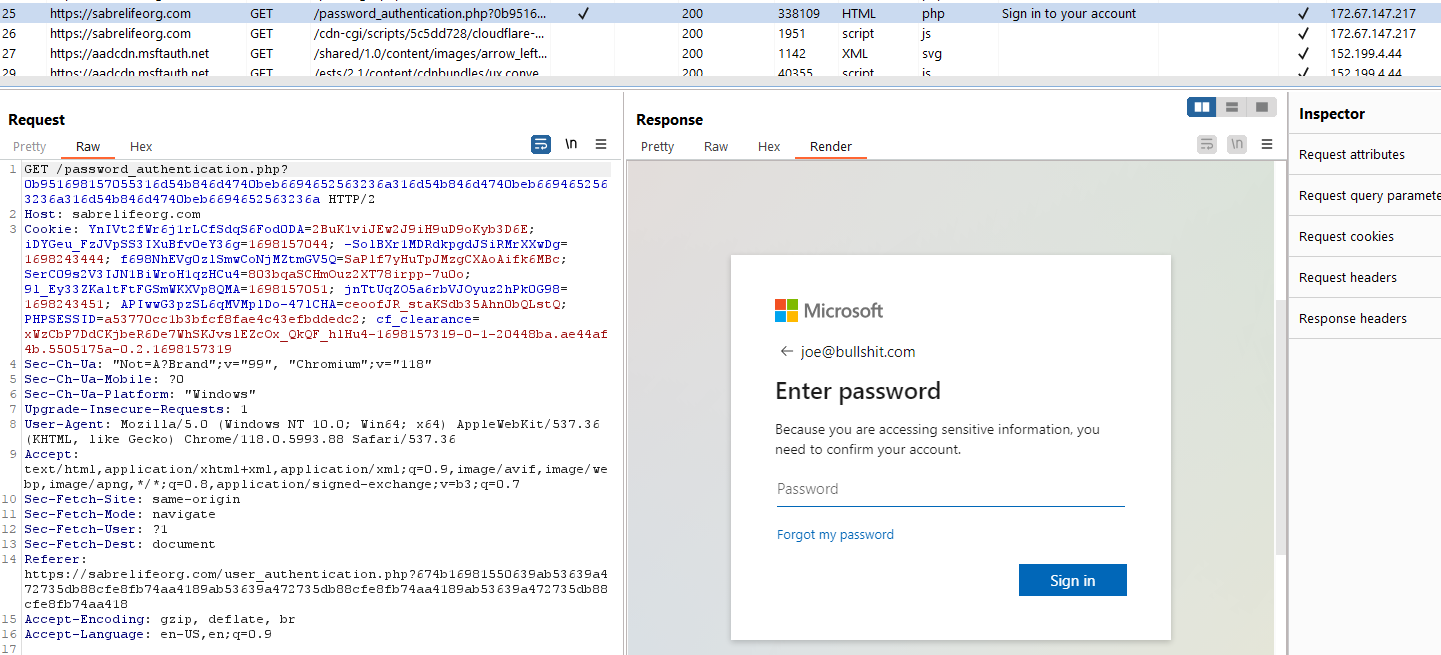 25 https://sabrelifeorg.com GET /password_authentication.php?0b9516... ✓ 200 338109 HTML php Sign in to your account ✓ 172.67.147.217
26 https://sabrelifeorg.com GET /cdn-cgi/scripts/5c5dd728/cloudflare-... 200 1951 script js ✓ 172.67.147.217
27 https://aadcdn.msftauth.net GET /shared/1.0/content/images/arrow_left... 200 1142 XML svg ✓ 152.199.4.44
29 https://aadcdn.msftauth.net GET /ests/2.1/content/cdnbundles/ux.conve... 200 40355 script js ✓ 152.199.4.44
Request
Pretty Raw Hex \n
1 GET /password_authentication.php?
0b951698157055316d54b846d4740beb6694652563236a316d54b846d4740beb669465256
3236a316d54b846d4740beb6694652563236a HTTP/2
2 Host: sabrelifeorg.com
3 Cookie: YnIVt2fWr6j1rLCfSdqS6FodODA=2BuK1viJEw2J9iH9uD9oKyb3D6E;
iDYGeu_FzJVpSS3IXuBfvOeY36g=1698157044; -SolBXr1MDRdkpgdJSiRMrXXwDg=
1698243444; f698NhEVgOzlSmwCoNjMZtmGV5Q=SaPlf7yHuTpJMzgCXAoAifk6MBc;
SerCO9s2V3IJN1BiWroH1qzHCu4=803bqaSCHmOuz2XT78irpp-7uOo;
9l_Ey33ZKaltFtFGSmWKXVp8QMA=1698157051; jnTtUqZO5a6rbVJOyuz2hPkOG98=
1698243451; APIwwG3pzSL6qMVMplDo-47lCHA=ceoofJR_staKSdb35AhnObQLstQ;
PHPSESSID=a53770cc1b3bfcf8fae4c43efbddedc2; cf_clearance=
xWzCbP7DdCKjbeR6De7WhSKJvslEZcOx_QkQF_hlHu4-1698157319-0-1-20448ba.ae44af
4b.5505175a-0.2.1698157319
4 Sec-Ch-Ua: "Not=A?Brand";v="99", "Chromium";v="118"
5 Sec-Ch-Ua-Mobile: ?0
6 Sec-Ch-Ua-Platform: "Windows"
7 Upgrade-Insecure-Requests: 1
8 User-Agent: Mozilla/5.0 (Windows NT 10.0; Win64; x64) AppleWebKit/537.36
(KHTML, like Gecko) Chrome/118.0.5993.88 Safari/537.36
9 Accept:
text/html,application/xhtml+xml,application/xml;q=0.9,image/avif,image/we
bp,image/apng,*/*;q=0.8,application/signed-exchange;v=b3;q=0.7
10 Sec-Fetch-Site: same-origin
11 Sec-Fetch-Mode: navigate
12 Sec-Fetch-User: ?1
13 Sec-Fetch-Dest: document
14 Referer:
https://sabrelifeorg.com/user_authentication.php?674b16981550639ab53639a4
72735db88cfe8fb74aa4189ab53639a472735db88cfe8fb74aa4189ab53639a472735db88
cfe8fb74aa418
15 Accept-Encoding: gzip, deflate, br
16 Accept-Language: en-US,en;q=0.9
17
Response
Pretty Raw Hex Render \n
Microsoft
← joe@bullshit.com
Enter password
Because you are accessing sensitive information, you
need to confirm your account.
Password
Forgot my password
Sign in
Inspector
Request attributes
Request query paramete
Request cookies
Request headers
Response headers